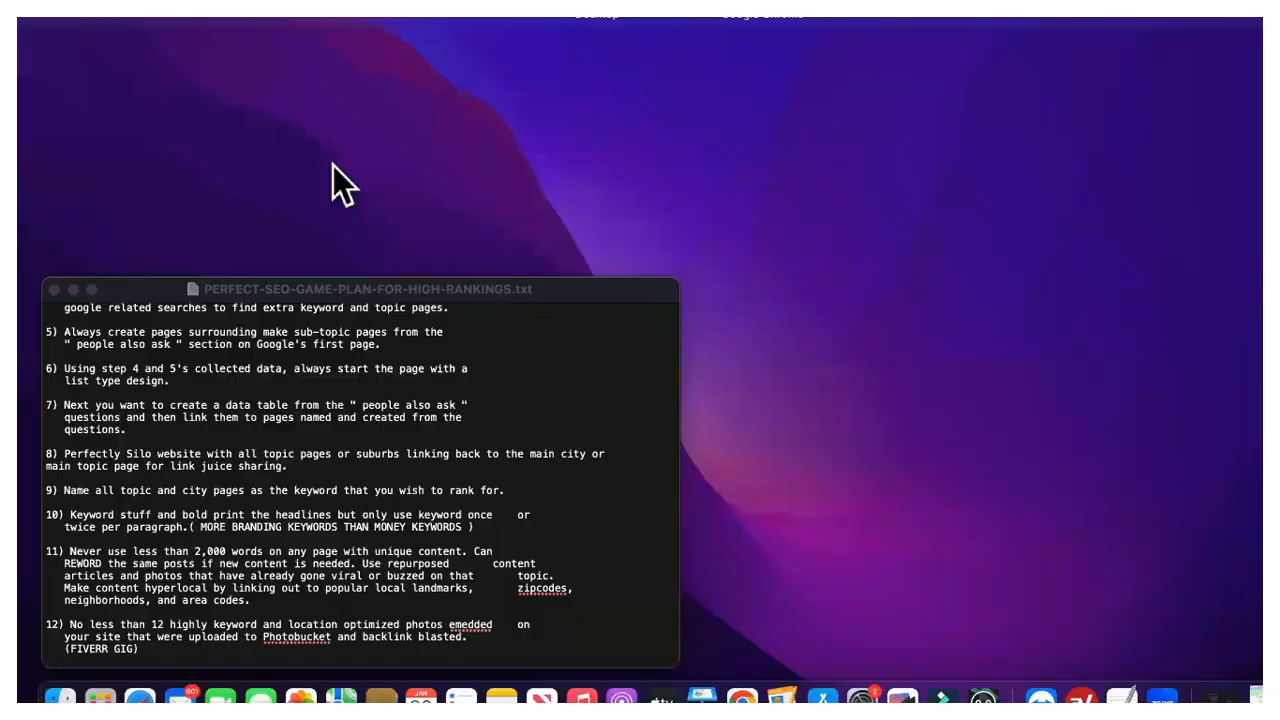 Desktop
Google Chrome
PERFECT-SEO-GAME-PLAN-FOR-HIGH-RANKINGS.txt
google related searches to find extra keyword and topic pages.
5) Always create pages surrounding make sub-topic pages from the
" people also ask " section on Google's first page.
6) Using step 4 and 5's collected data, always start the page with a
list type design.
7) Next you want to create a data table from the " people also ask "
questions and then link them to pages named and created from the
questions.
8) Perfectly Silo website with all topic pages or suburbs linking back to the main city or
main topic page for link juice sharing.
9) Name all topic and city pages as the keyword that you wish to rank for.
10) Keyword stuff and bold print the headlines but only use keyword once or
twice per paragraph.( MORE BRANDING KEYWORDS THAN MONEY KEYWORDS )
11) Never use less than 2,000 words on any page with unique content. Can
REWORD the same posts if new content is needed. Use repurposed content
articles and photos that have already gone viral or buzzed on that topic.
Make content hyperlocal by linking out to popular local landmarks, zipcodes,
neighborhoods, and area codes.
12) No less than 12 highly keyword and location optimized photos emedded on
your site that were uploaded to Photobucket and backlink blasted.
(FIVERR GIG)
901
JAN
2
zoom